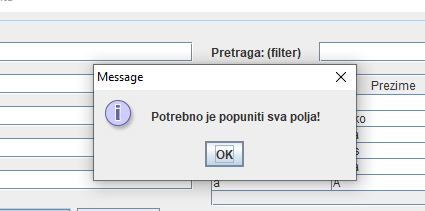 Pretraga: (filter)
Message
Prezime
Potrebno je popuniti sva polja!
OK
a A